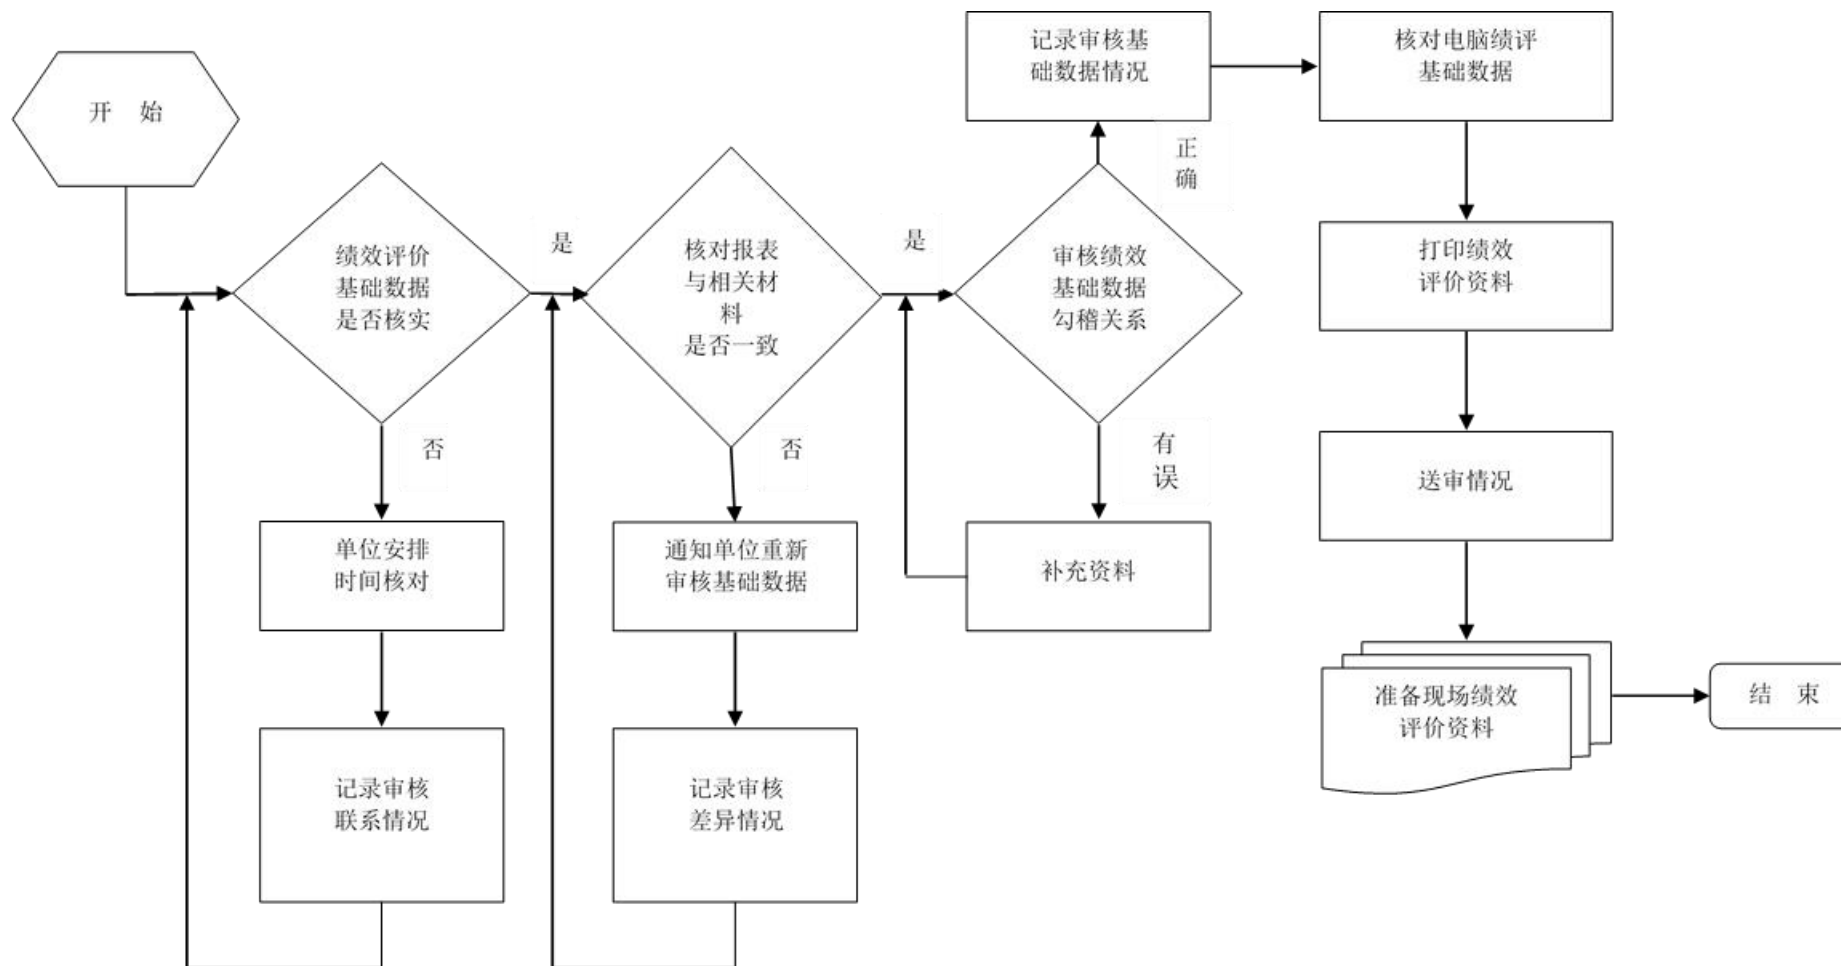 开 始
绩效评价
基础数据
是否核实
是
否
单位安排
时间核对
记录审核
联系情况
核对报表
与相关材
料
是否一致
是
否
通知单位重新
审核基础数据
记录审核
差异情况
审核绩效
基础数据
勾稽关系
正
确
有
误
补充资料
记录审核基
础数据情况
核对电脑绩评
基础数据
打印绩效
评价资料
送审情况
准备现场绩效
评价资料
结 束